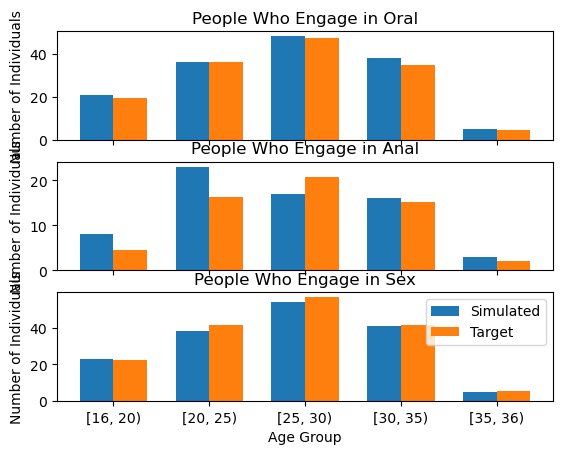 People Who Engage in Oral
Number of Individuals
40
20
0
People Who Engage in Anal
Number of Individuals
20
10
0
People Who Engage in Sex
Number of Individuals
40
20
0
Simulated
Target
[16, 20) [20, 25) [25, 30) [30, 35) [35, 36)
Age Group